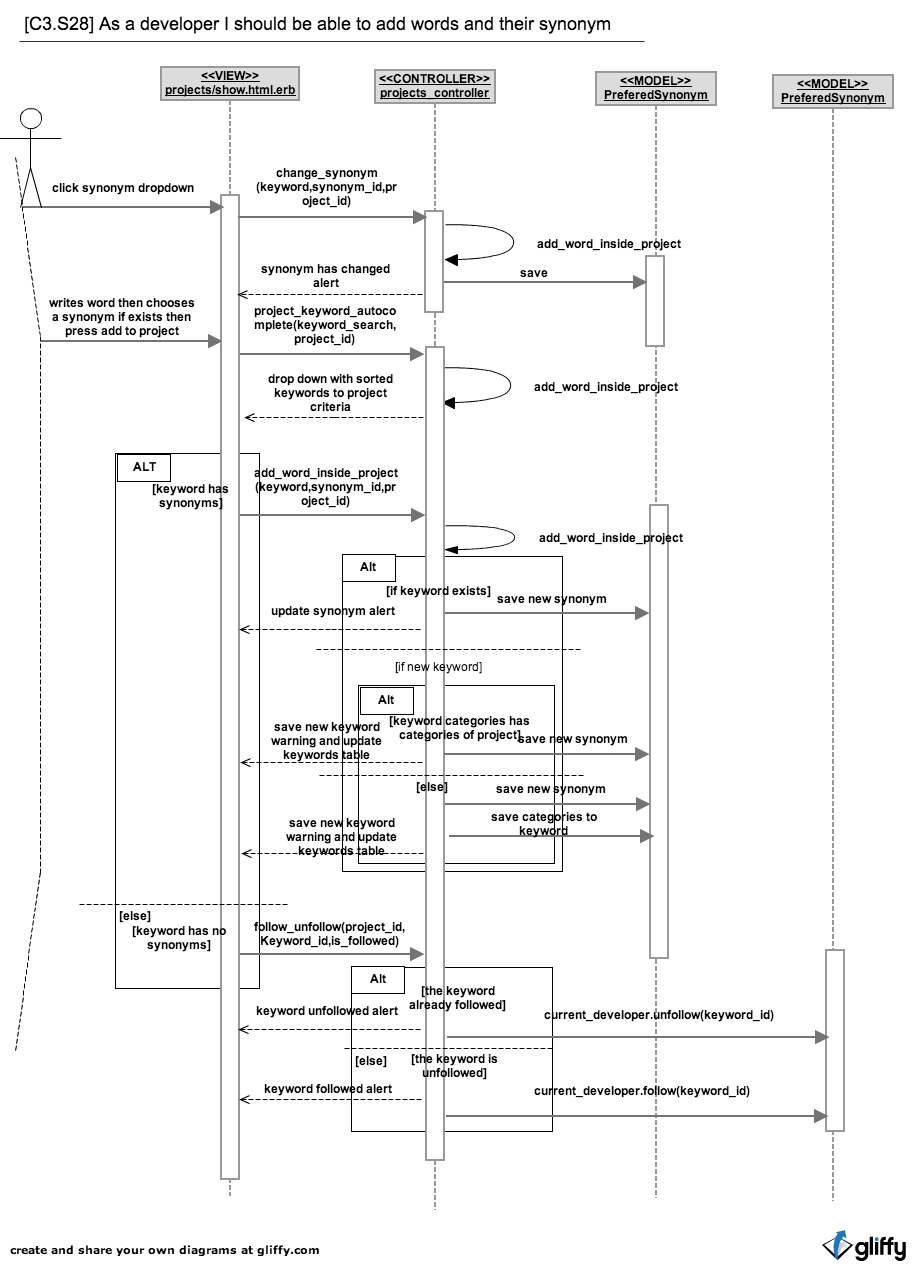 [C3.S28] As a developer I should be able to add words and their synonym
<<VIEW>>
projects/show.html.erb
<<CONTROLLER>>
projects_controller
<<MODEL>>
PreferedSynonym
<<MODEL>>
PreferedSynonym
click synonym dropdown
change_synonym
(keyword,synonym_id,pr
oject_id)
add_word_inside_project
save
synonym has changed
alert
writes word then chooses
a synonym if exists then
press add to project
project_keyword_autoco
mplete(keyword_search,
project_id)
drop down with sorted
keywords to project
criteria
add_word_inside_project
ALT
[keyword has
synonyms]
add_word_inside_project
(keyword,synonym_id,pr
oject_id)
add_word_inside_project
Alt
[if keyword exists]
save new synonym
update synonym alert
[if new keyword]
Alt
[keyword categories has
categories of project]
save new synonym
save new keyword
warning and update
keywords table
[else]
save new synonym
save categories to
keyword
save new keyword
warning and update
keywords table
[else]
[keyword has no
synonyms]
follow_unfollow(project_id,
Keyword_id,is_followed)
Alt
[the keyword
already followed]
keyword unfollowed alert
current_developer.unfollow(keyword_id)
[else]
[the keyword is
unfollowed]
keyword followed alert
current_developer.follow(keyword_id)
create and share your own diagrams at gliffy.com
gliffy